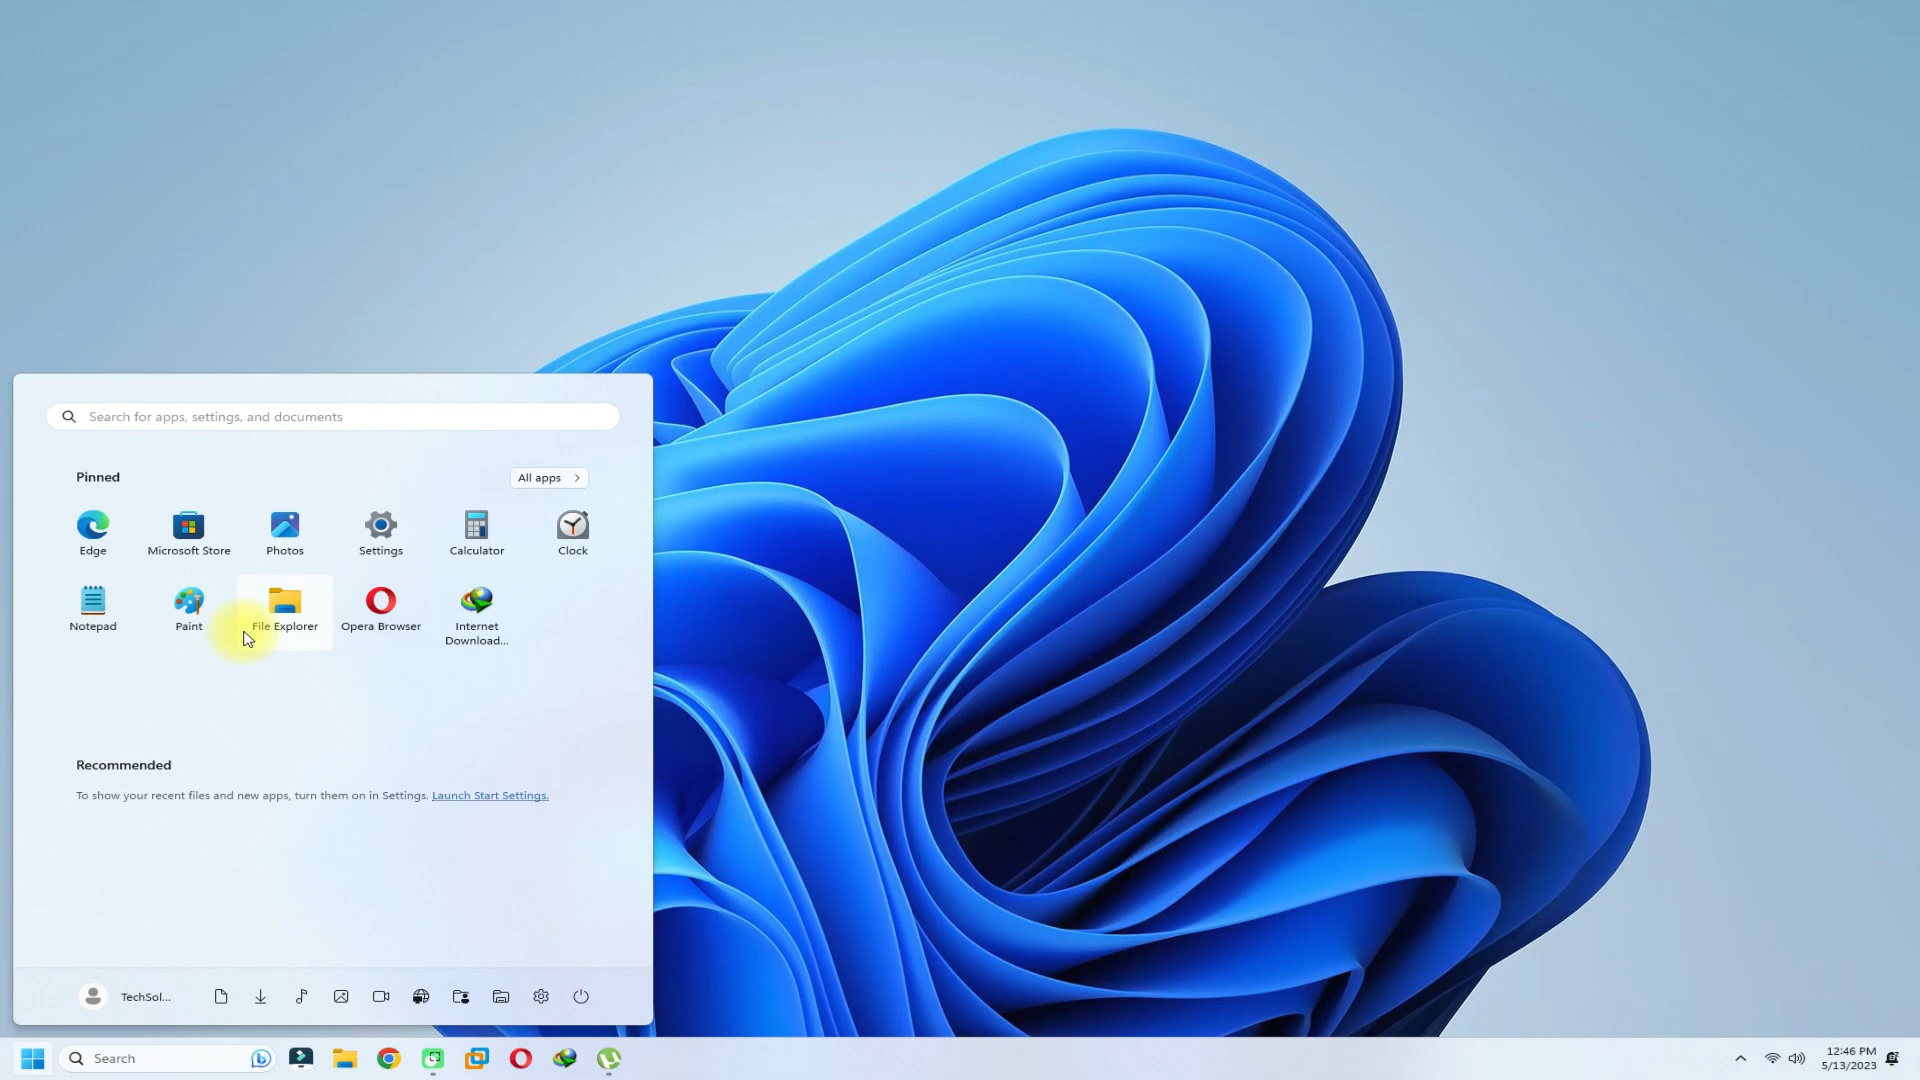 Search for apps, settings, and documents
Pinned
All apps
Edge
Microsoft Store
Photos
Settings
Calculator
Clock
Notepad
Paint
File Explorer
Opera Browser
Internet
Download...
Recommended
To show your recent files and new apps, turn them on in Settings. Launch Start Settings.
TechSol...
Search
12:46 PM
5/13/2023